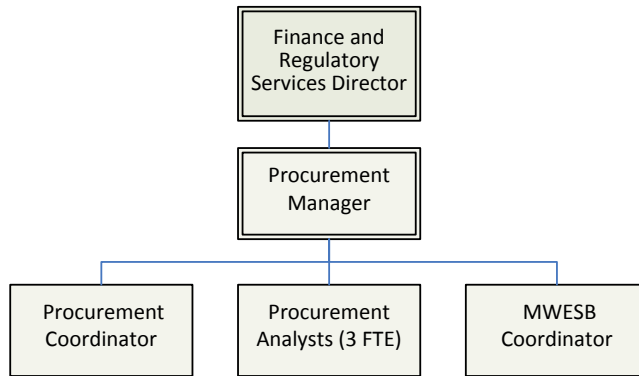 Finance and
Regulatory
Services Director
Procurement
Manager
Procurement
Coordinator
Procurement
Analysts (3 FTE)
MWESB
Coordinator